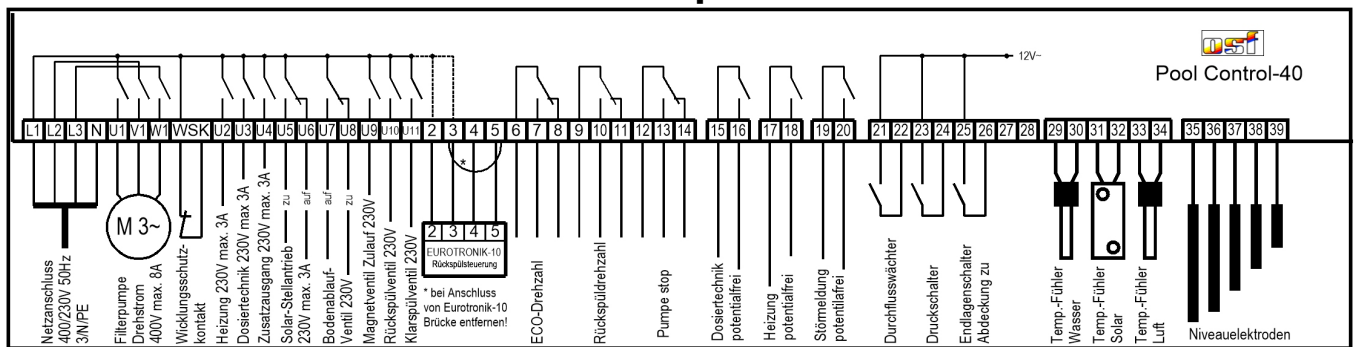 osf
Pool Control-40
12V~
L1 L2 L3 N U1 V1 W1 WSK U2 U3 U4 U5 U6 U7 U8 U9 U10 U11 2 3 4 5 6 7 8 9 10 11 12 13 14 15 16 17 18 19 20 21 22 23 24 25 26 27 28 29 30 31 32 33 34 35 36 37 38 39
*
M 3~
Netzanschluss
400/230V 50Hz
3/N/PE
Filterpumpe
Drehstrom
400V max. 8A
Wicklungsschutz-
kontakt
Heizung 230V max. 3A
Dosiertechnik 230V max 3A
Zusatzausgang 230V max. 3A
Solar-Stellantrieb
230V max. 3A
zu
auf
Bodenablauf-
Ventil 230V
auf
zu
Magnetventil Zulauf 230V
Rückspülventil 230V
Klarspülventil 230V
2 3 4 5
EUROTRONIK-10
Rückspülsteuerung
* bei Anschluss
von Eurotronik-10
Brücke entfernen!
ECO-Drehzahl
Rückspüldrehzahl
Pumpe stop
Dosiertechnik
potentialfrei
Heizung
potentialfrei
Störmeldung
potentilafrei
Durchflusswächter
Druckschalter
Endlagenschalter
Abdeckung zu
Temp.-Fühler
Wasser
Temp.-Fühler
Solar
Temp.-Fühler
Luft
Niveauelektroden